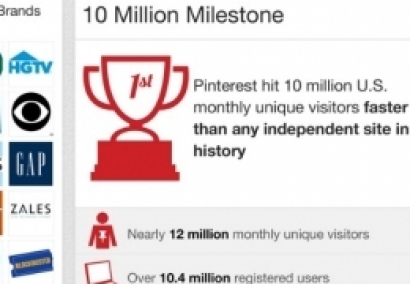 Brands
10 Million Milestone
HGTV
1st
Pinterest hit 10 million U.S.
monthly unique visitors faster
than any independent site in
history
GAP
ZALES
Nearly 12 million monthly unique visitors
BLOCKBUSTER
Over 10.4 million registered users